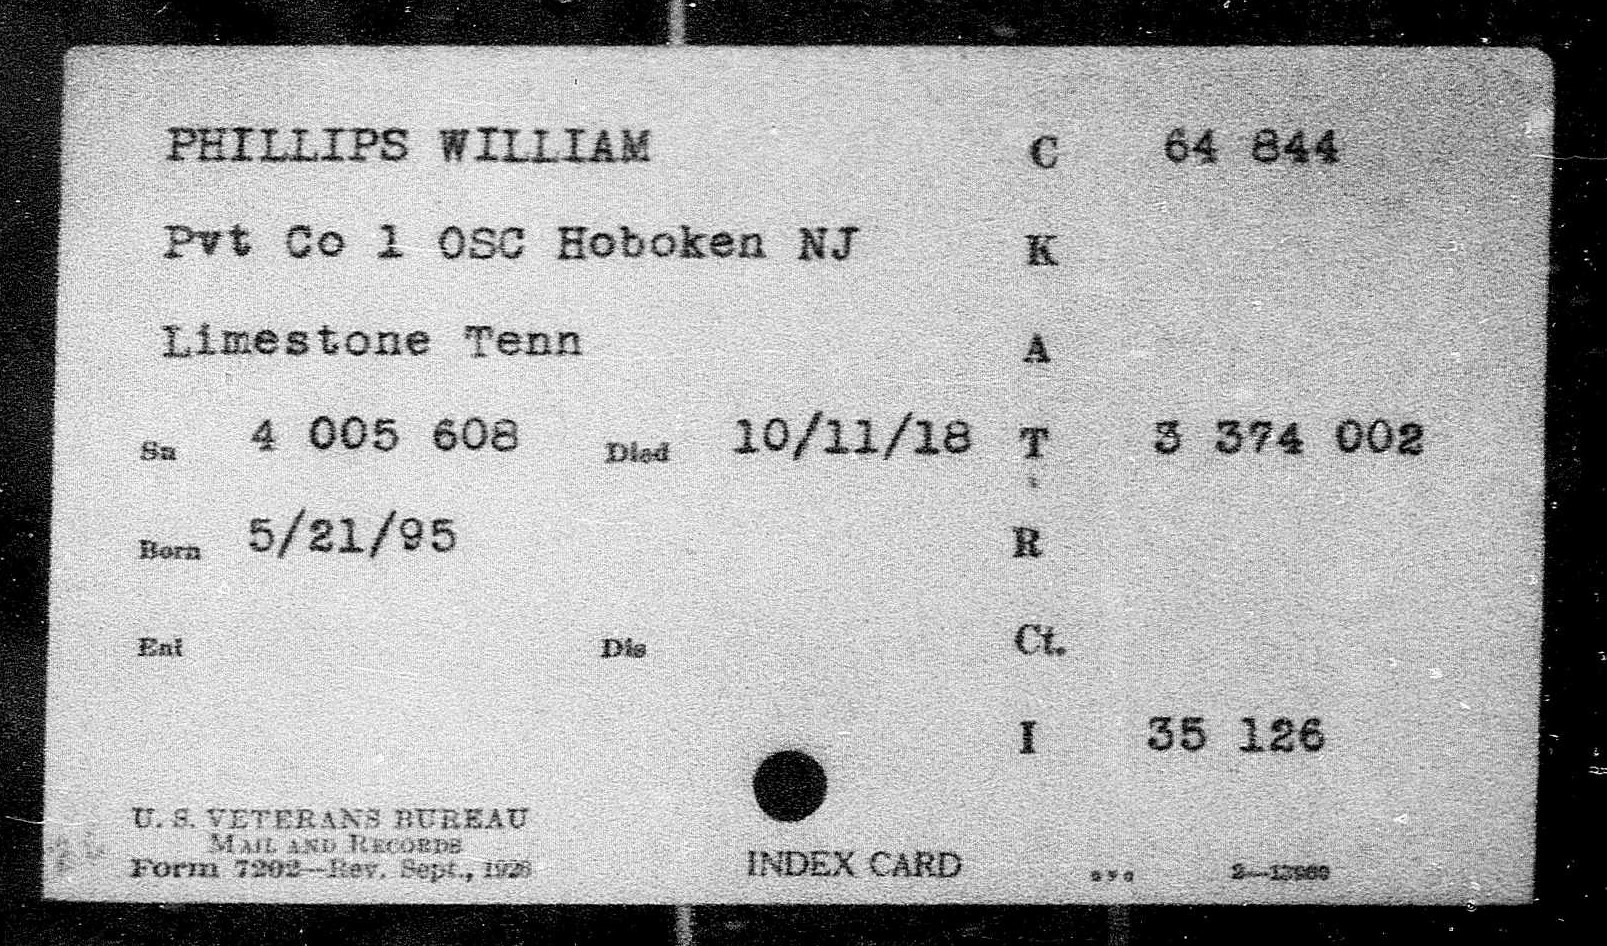 PHILLIPS WILLIAM C 64 844
Pvt Co 1 OSC Hoboken NJ K
Limestone Tenn A
Sn 4 005 608 Died 10/11/18 T 3 374 002
Born 5/21/95 R
Enl Dis Ct.
I 35 126
U. S. VETERANS BUREAU
MAIL AND RECORDS
Form 7202—Rev. Sept., 1926 INDEX CARD